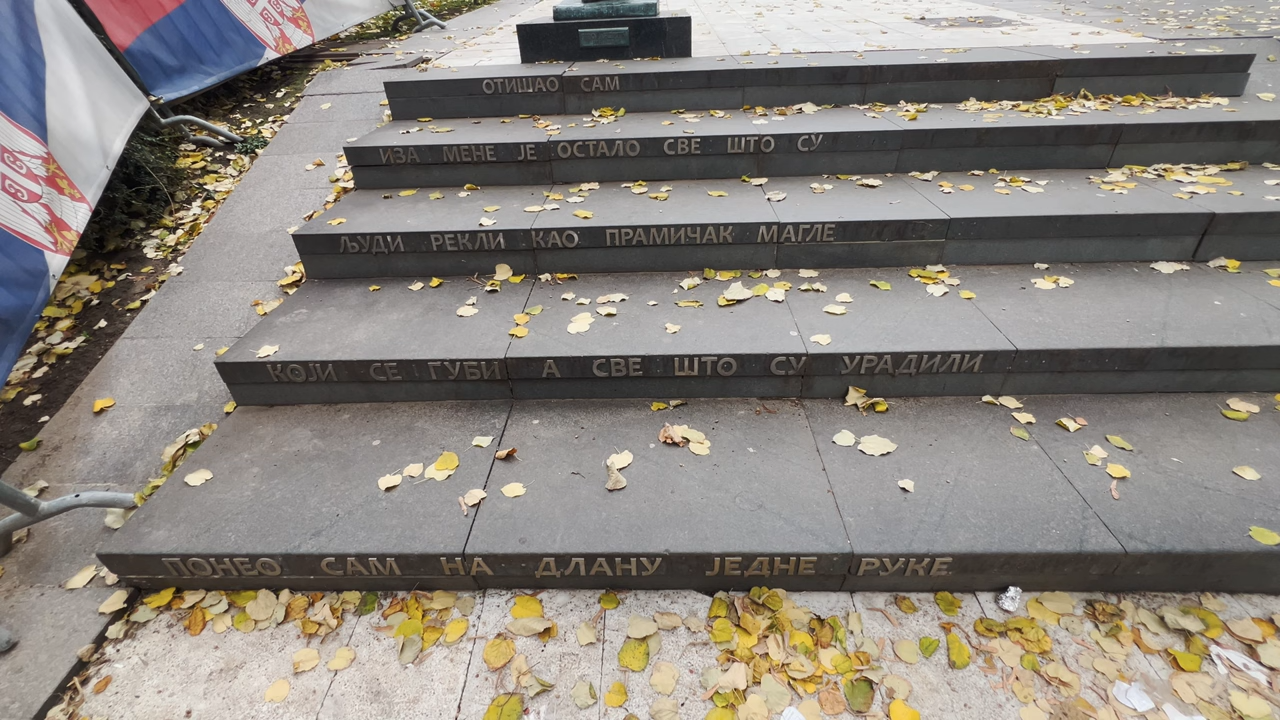 ОТИШАО САМ
ИЗА МЕНЕ ЈЕ ОСТАЛО СВЕ ШТО СУ
ЉУДИ РЕКЛИ КАО ПРАМИЧАК МАГЛЕ
КОЈИ СЕ ГУБИ А СВЕ ШТО СУ УРАДИЛИ
ПОНЕО САМ НА ДЛАНУ ЈЕДНЕ РУКЕ